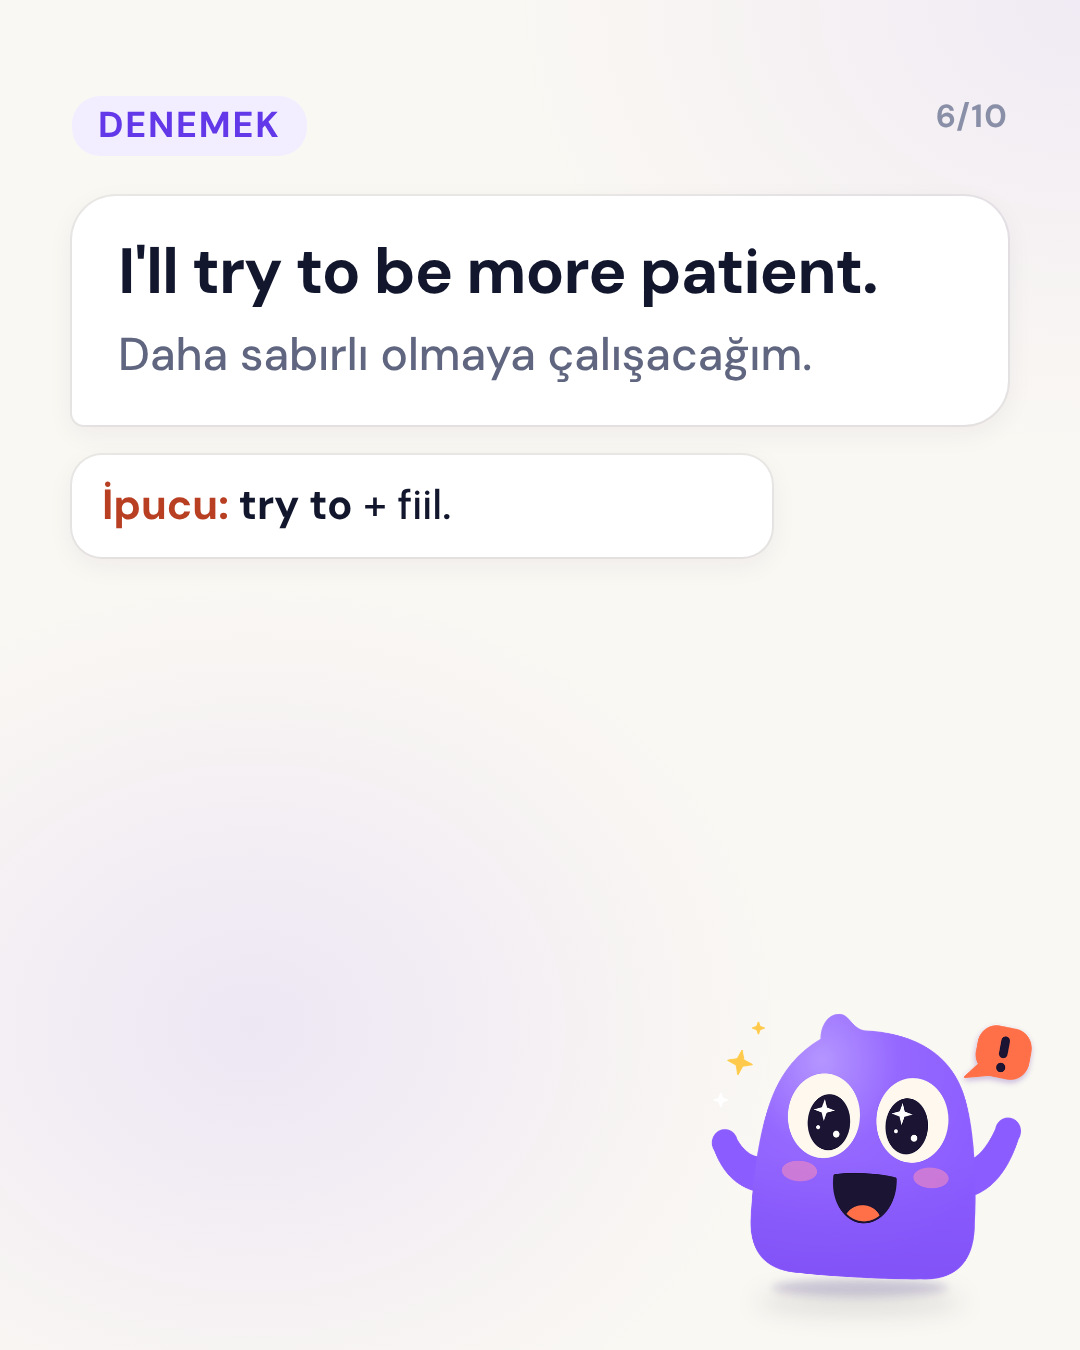 DENEMEK
6/10
I'll try to be more patient.
Daha sabırlı olmaya çalışacağım.
İpucu: try to + fiil.
!